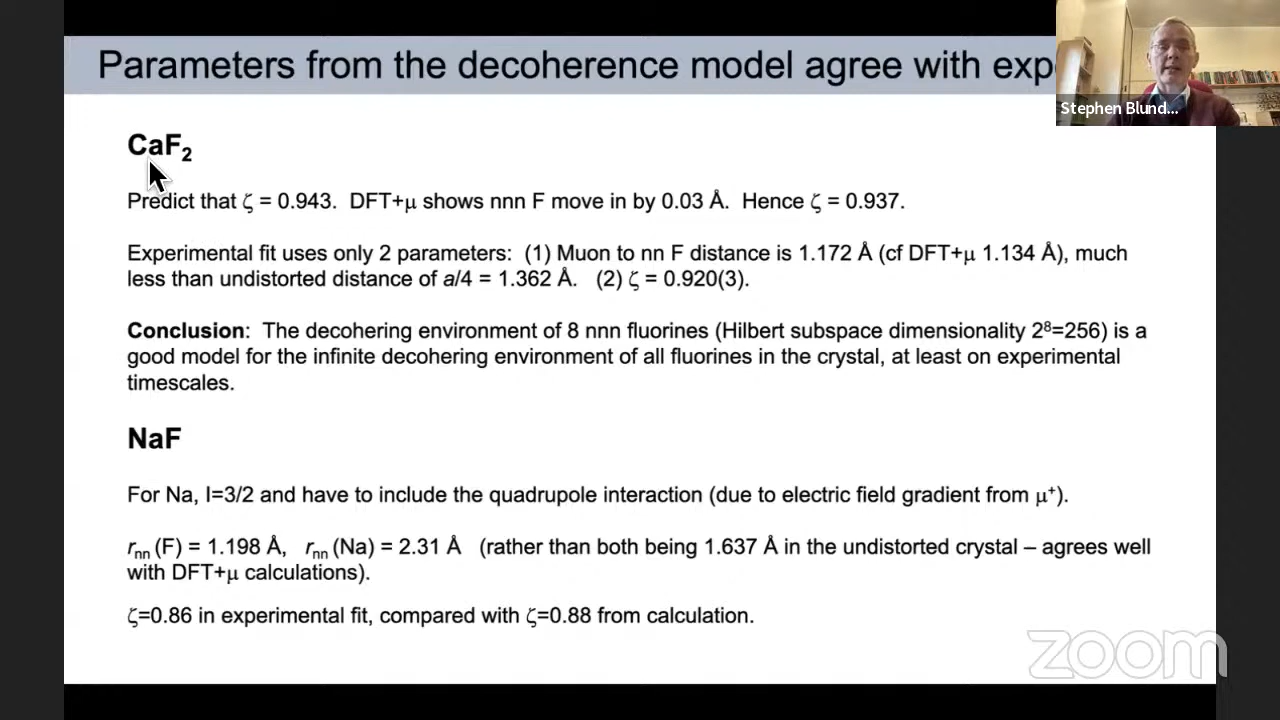 Parameters from the decoherence model agree with exp
Stephen Blund...
CaF₂
Predict that ζ = 0.943. DFT+μ shows nnn F move in by 0.03 Å. Hence ζ = 0.937.
Experimental fit uses only 2 parameters: (1) Muon to nn F distance is 1.172 Å (cf DFT+μ 1.134 Å), much
less than undistorted distance of a/4 = 1.362 Å. (2) ζ = 0.920(3).
Conclusion: The decohering environment of 8 nnn fluorines (Hilbert subspace dimensionality 2⁸=256) is a
good model for the infinite decohering environment of all fluorines in the crystal, at least on experimental
timescales.
NaF
For Na, I=3/2 and have to include the quadrupole interaction (due to electric field gradient from μ⁺).
rₙₙ (F) = 1.198 Å, rₙₙ (Na) = 2.31 Å (rather than both being 1.637 Å in the undistorted crystal – agrees well
with DFT+μ calculations).
ζ=0.86 in experimental fit, compared with ζ=0.88 from calculation.
zoom